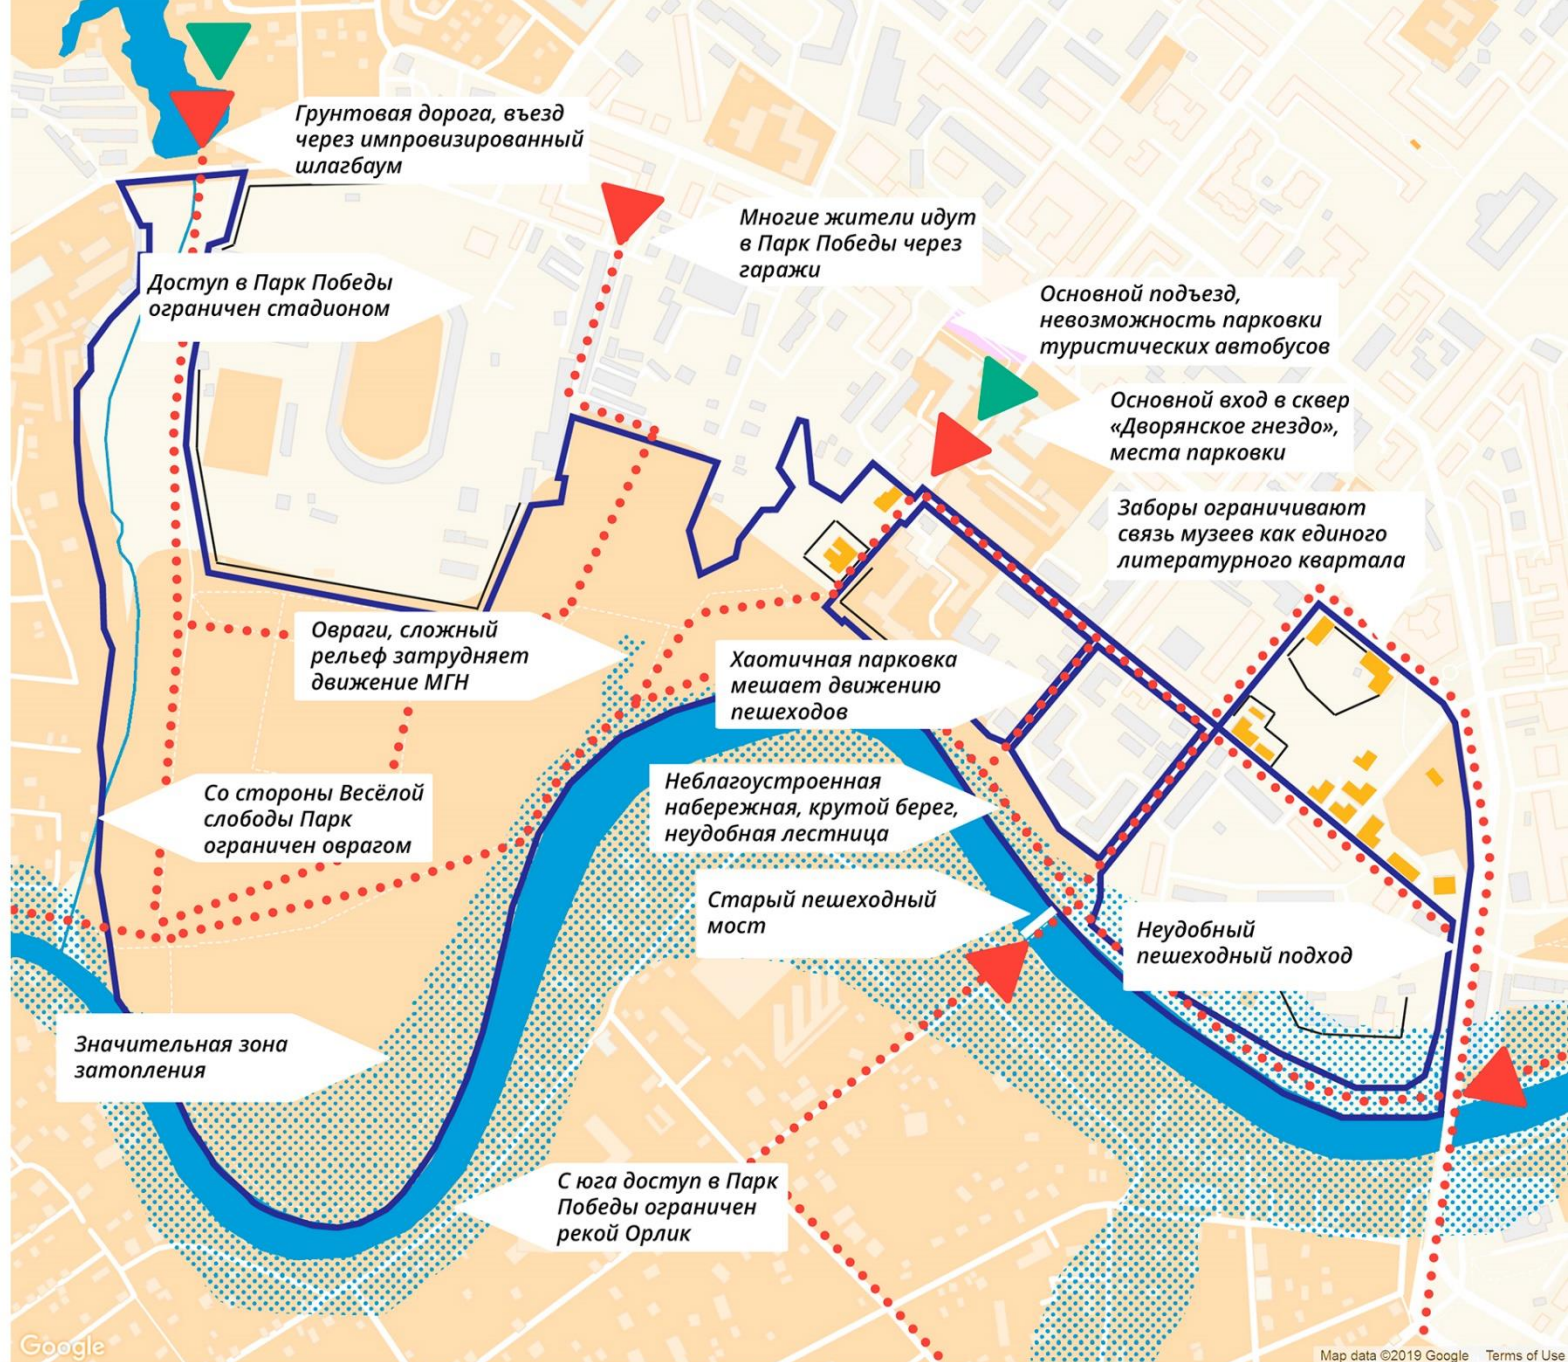 Грунтовая дорога, въезд
через импровизированный
шлагбаум
Многие жители идут
в Парк Победы через
гаражи
Доступ в Парк Победы
ограничен стадионом
Основной подъезд,
невозможность парковки
туристических автобусов
Основной вход в сквер
«Дворянское гнездо»,
места парковки
Заборы ограничивают
связь музеев как единого
литературного квартала
Овраги, сложный
рельеф затрудняет
движение МГН
Хаотичная парковка
мешает движению
пешеходов
Со стороны Весёлой
слободы Парк
ограничен оврагом
Неблагоустроенная
набережная, крутой берег,
неудобная лестница
Старый пешеходный
мост
Неудобный
пешеходный подход
Значительная зона
затопления
С юга доступ в Парк
Победы ограничен
рекой Орлик
Google
Map data ©2019 Google Terms of Use